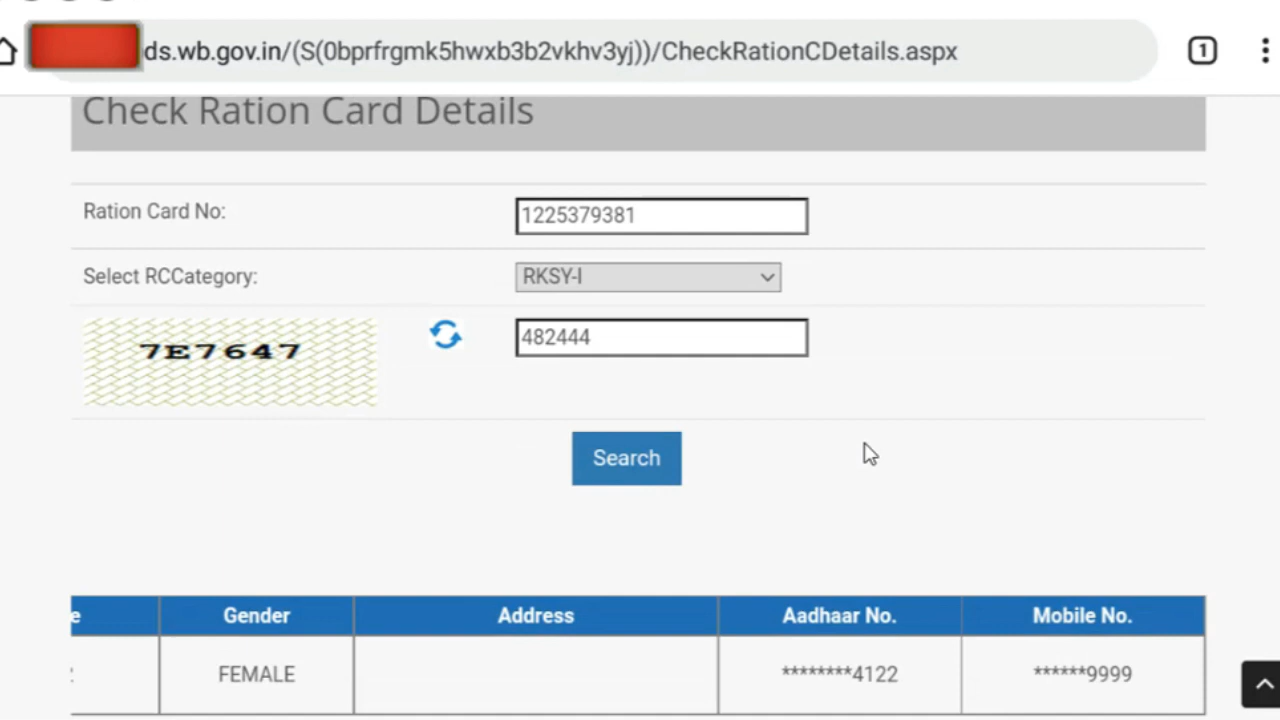 ds.wb.gov.in/(S(0bprfrgmk5hwxb3b2vkhv3yj))/CheckRationCDetails.aspx 1
Check Ration Card Details
Ration Card No: 1225379381
Select RCCategory: RKSY-I
7E7647 482444
Search
e Gender Address Aadhaar No. Mobile No.
FEMALE ********4122 ******9999